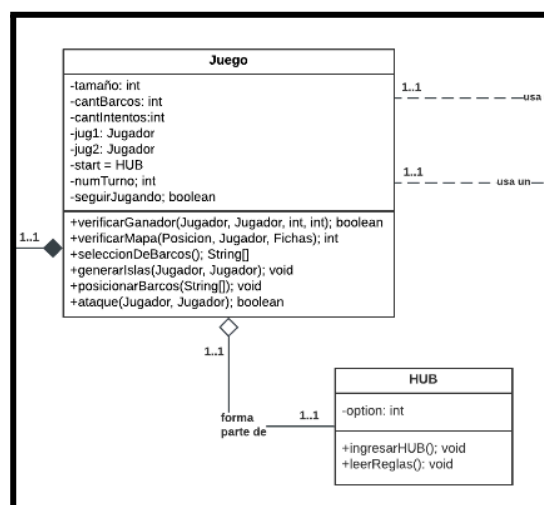 Juego
-tamaño: int
-cantBarcos: int
-cantIntentos:int
-jug1: Jugador
-jug2: Jugador
-start = HUB
-numTurno; int
-seguirJugando; boolean
1..1
usa
1..1
usa un
+verificarGanador(Jugador, Jugador, int, int); boolean
+verificarMapa(Posicion, Jugador, Fichas); int
+seleccionDeBarcos(); String[]
+generarIslas(Jugador, Jugador); void
+posicionarBarcos(String[]); void
+ataque(Jugador, Jugador); boolean
1..1
1..1
forma
parte de
1..1
HUB
-option: int
+ingresarHUB(); void
+leerReglas(): void